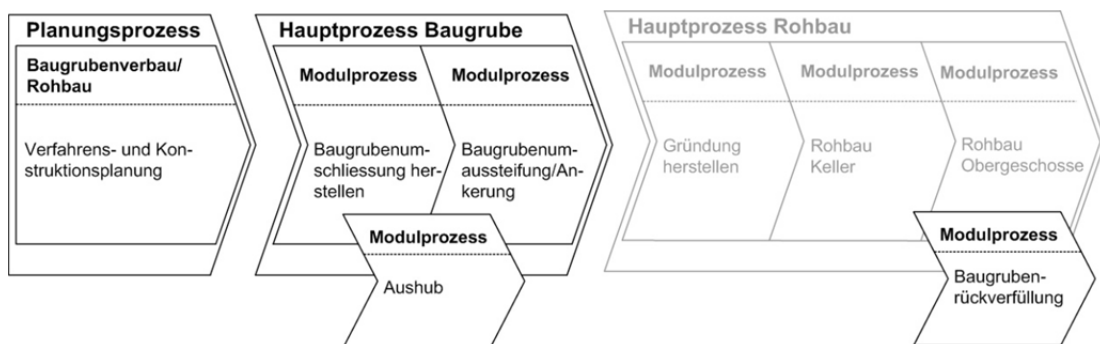 Planungsprozess
Baugrubenverbau/
Rohbau
Verfahrens- und Kon-
struktionsplanung
Hauptprozess Baugrube
Modulprozess
Baugrubenum-
schliessung her-
stellen
Modulprozess
Baugrubenum-
aussteifung/An-
kerung
Modulprozess
Aushub
Hauptprozess Rohbau
Modulprozess
Gründung
herstellen
Modulprozess
Rohbau
Keller
Modulprozess
Rohbau
Obergeschosse
Modulprozess
Baugruben-
rückverfüllung